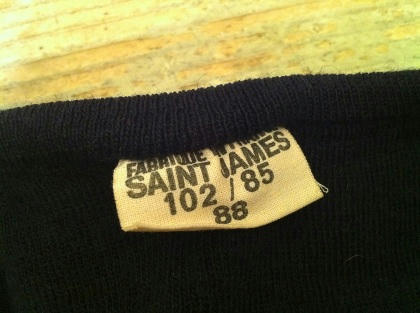 FABRIQUE
SAINT JAMES
102 / 85
88